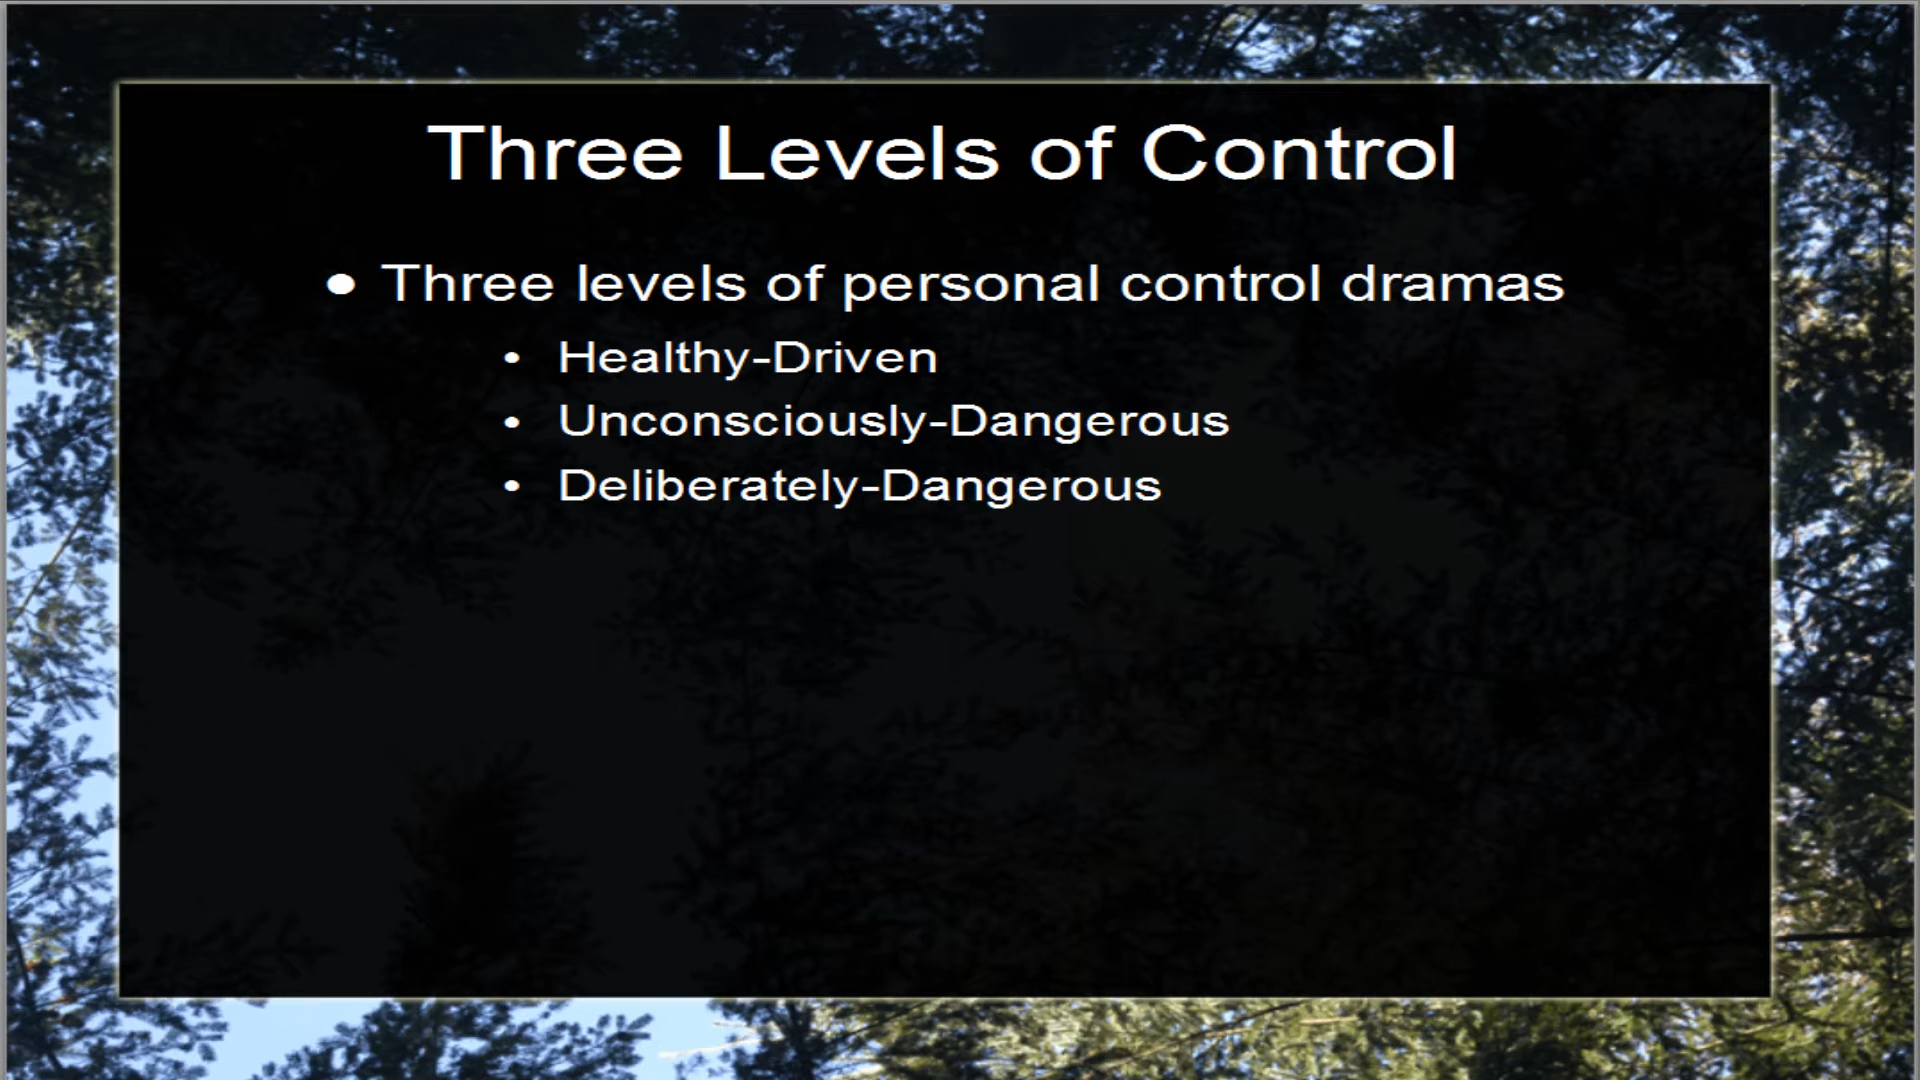 Three Levels of Control
● Three levels of personal control dramas
• Healthy-Driven
• Unconsciously-Dangerous
• Deliberately-Dangerous